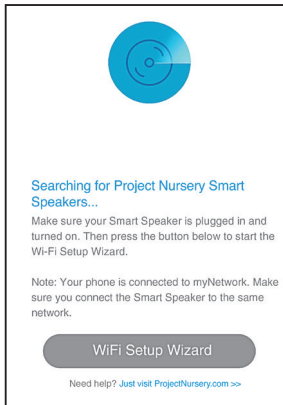 Searching for Project Nursery Smart
Speakers...
Make sure your Smart Speaker is plugged in and
turned on. Then press the button below to start the
Wi-Fi Setup Wizard.
Note: Your phone is connected to myNetwork. Make
sure you connect the Smart Speaker to the same
network.
WiFi Setup Wizard
Need help? Just visit ProjectNursery.com >>